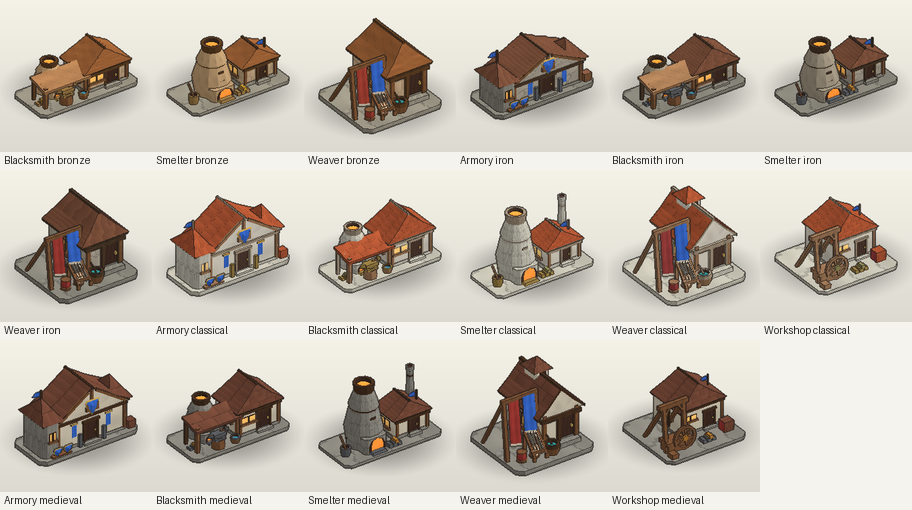 Blacksmith bronze
Smelter bronze
Weaver bronze
Armory iron
Blacksmith iron
Smelter iron
Weaver iron
Armory classical
Blacksmith classical
Smelter classical
Weaver classical
Workshop classical
Armory medieval
Blacksmith medieval
Smelter medieval
Weaver medieval
Workshop medieval